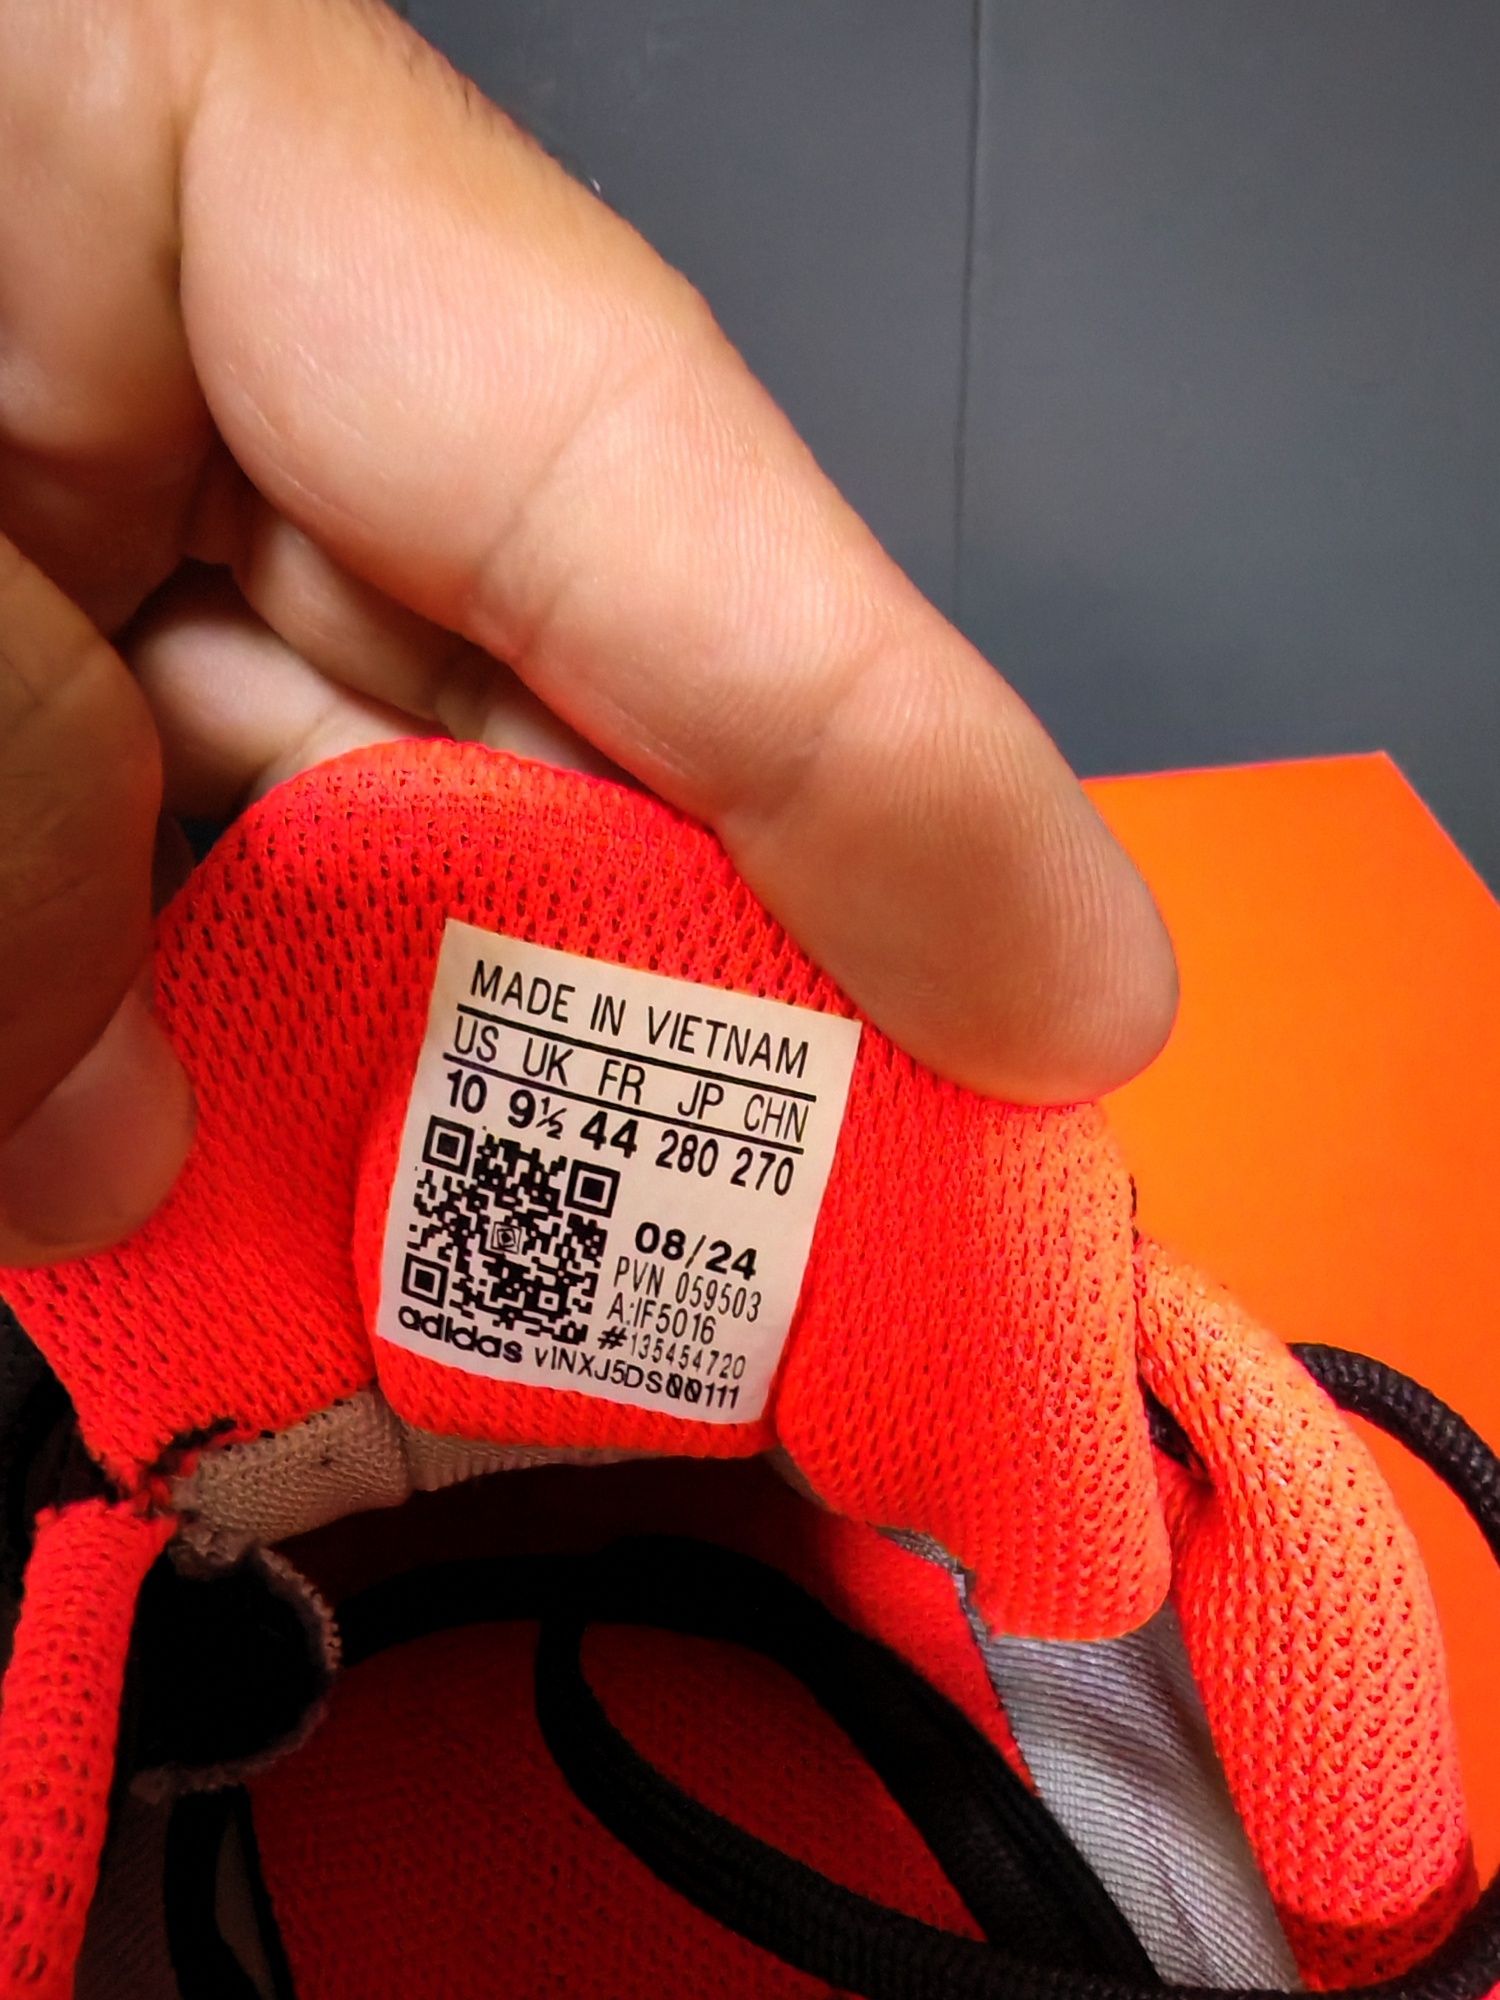 MADE IN VIETNAM
US UK FR JP CHN
10 9½ 44 280 270
08/24
PVN 059503
A:IF5016
#135454720
adidas v1NXJ5DS00111